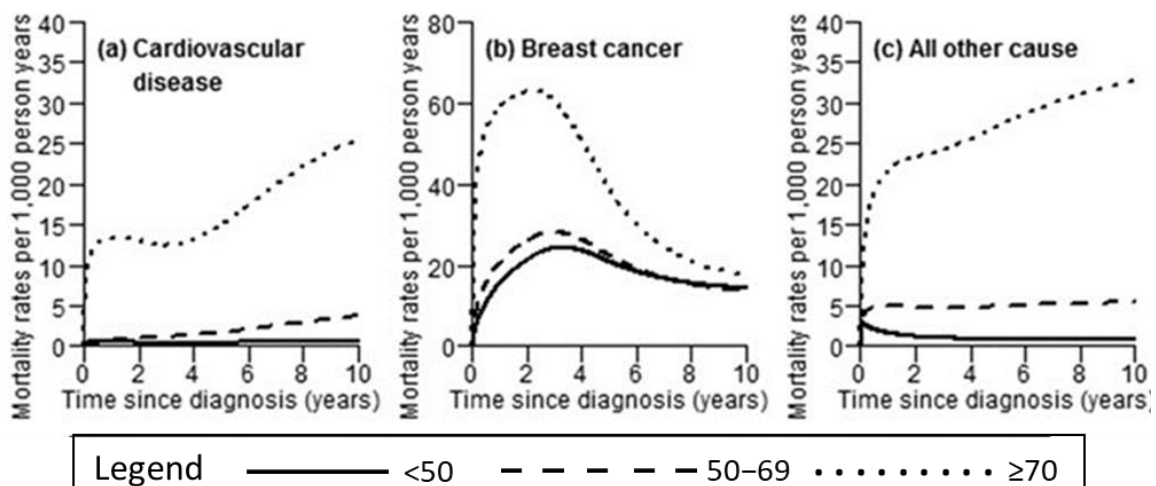 Mortality rates per 1,000 person years
40
35
30
25
20
15
10
5
0
(a) Cardiovascular
disease
0 2 4 6 8 10
Time since diagnosis (years)
Mortality rates per 1,000 person years
80
60
40
20
0
(b) Breast cancer
0 2 4 6 8 10
Time since diagnosis (years)
Mortality rates per 1,000 person years
40
35
30
25
20
15
10
5
0
(c) All other cause
0 2 4 6 8 10
Time since diagnosis (years)
Legend <50 50–69 ≥70